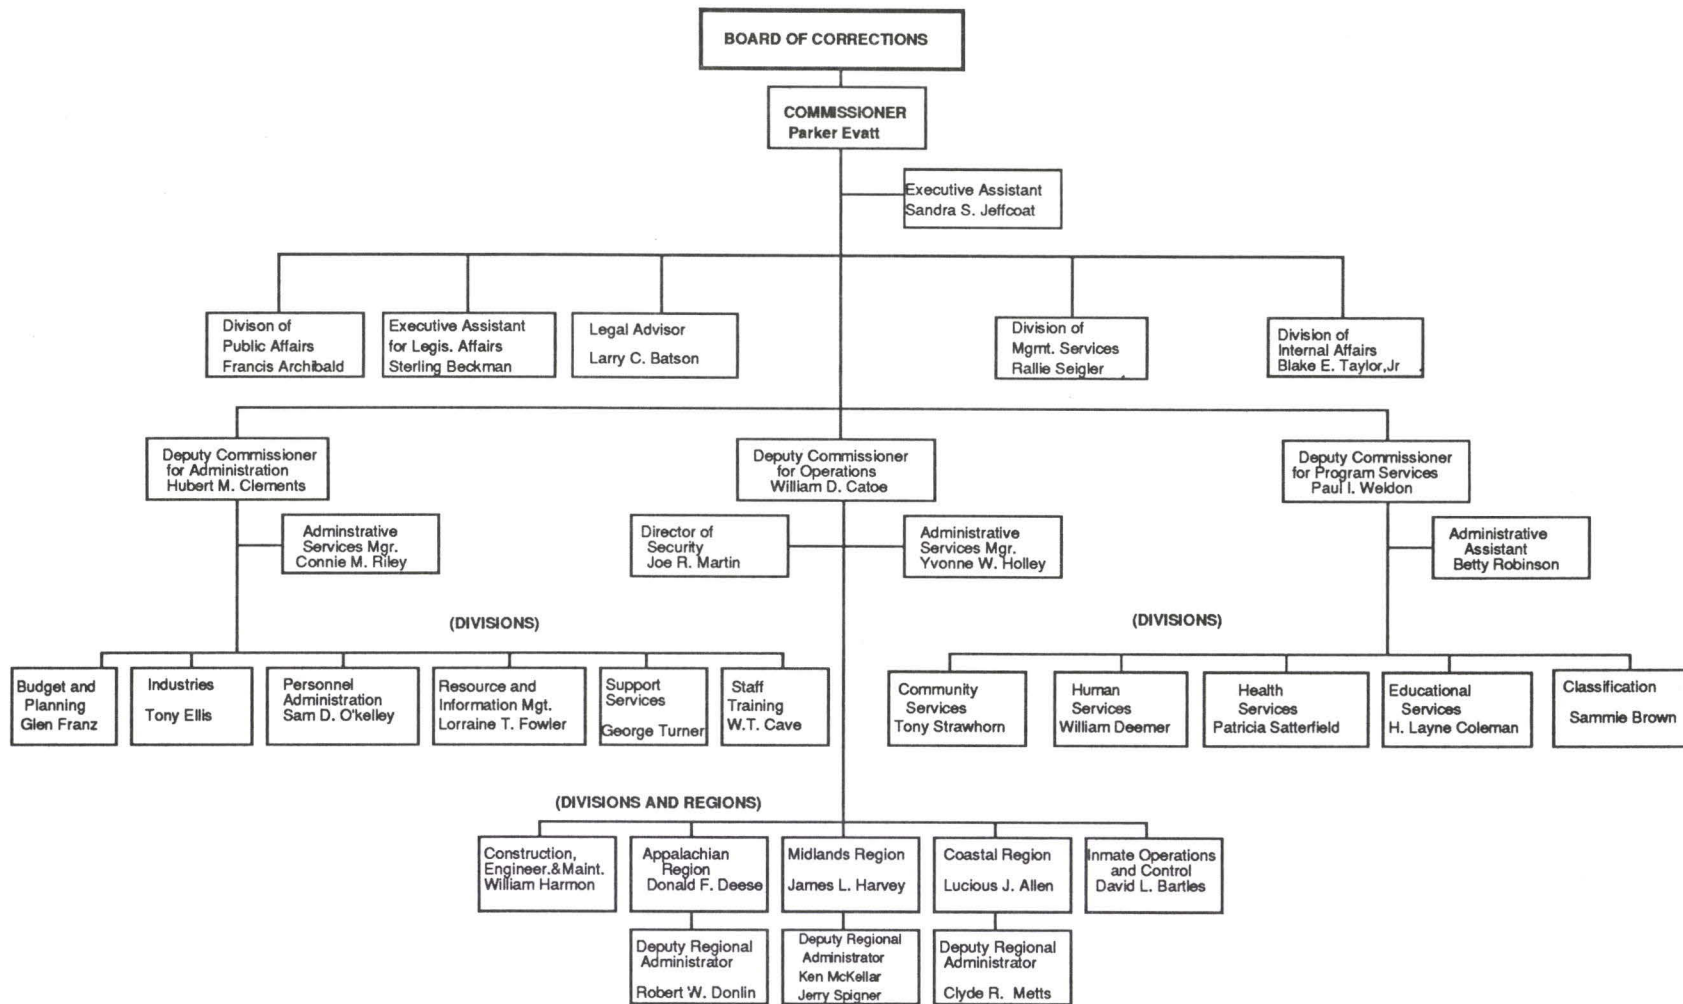 BOARD OF CORRECTIONS
COMMISSIONER
Parker Evatt
Executive Assistant
Sandra S. Jeffcoat
Divison of
Public Affairs
Francis Archibald
Executive Assistant
for Legis. Affairs
Sterling Beckman
Legal Advisor
Larry C. Batson
Division of
Mgmt. Services
Rallie Seigler
Division of
Internal Affairs
Blake E. Taylor,Jr
Deputy Commissioner
for Administration
Hubert M. Clements
Deputy Commissioner
for Operations
William D. Catoe
Deputy Commissioner
for Program Services
Paul I. Weldon
Adminstrative
Services Mgr.
Connie M. Riley
Director of
Security
Joe R. Martin
Administrative
Services Mgr.
Yvonne W. Holley
Administrative
Assistant
Betty Robinson
(DIVISIONS)
(DIVISIONS)
Budget and
Planning
Glen Franz
Industries
Tony Ellis
Personnel
Administration
Sam D. O'kelley
Resource and
Information Mgt.
Lorraine T. Fowler
Support
Services
George Turner
Staff
Training
W.T. Cave
Community
Services
Tony Strawhorn
Human
Services
William Deemer
Health
Services
Patricia Satterfield
Educational
Services
H. Layne Coleman
Classification
Sammie Brown
(DIVISIONS AND REGIONS)
Construction,
Engineer.&Maint.
William Harmon
Appalachian
Region
Donald F. Deese
Midlands Region
James L. Harvey
Coastal Region
Lucious J. Allen
Inmate Operations
and Control
David L. Bartles
Deputy Regional
Administrator
Robert W. Donlin
Deputy Regional
Administrator
Ken McKellar
Jerry Spigner
Deputy Regional
Administrator
Clyde R. Metts